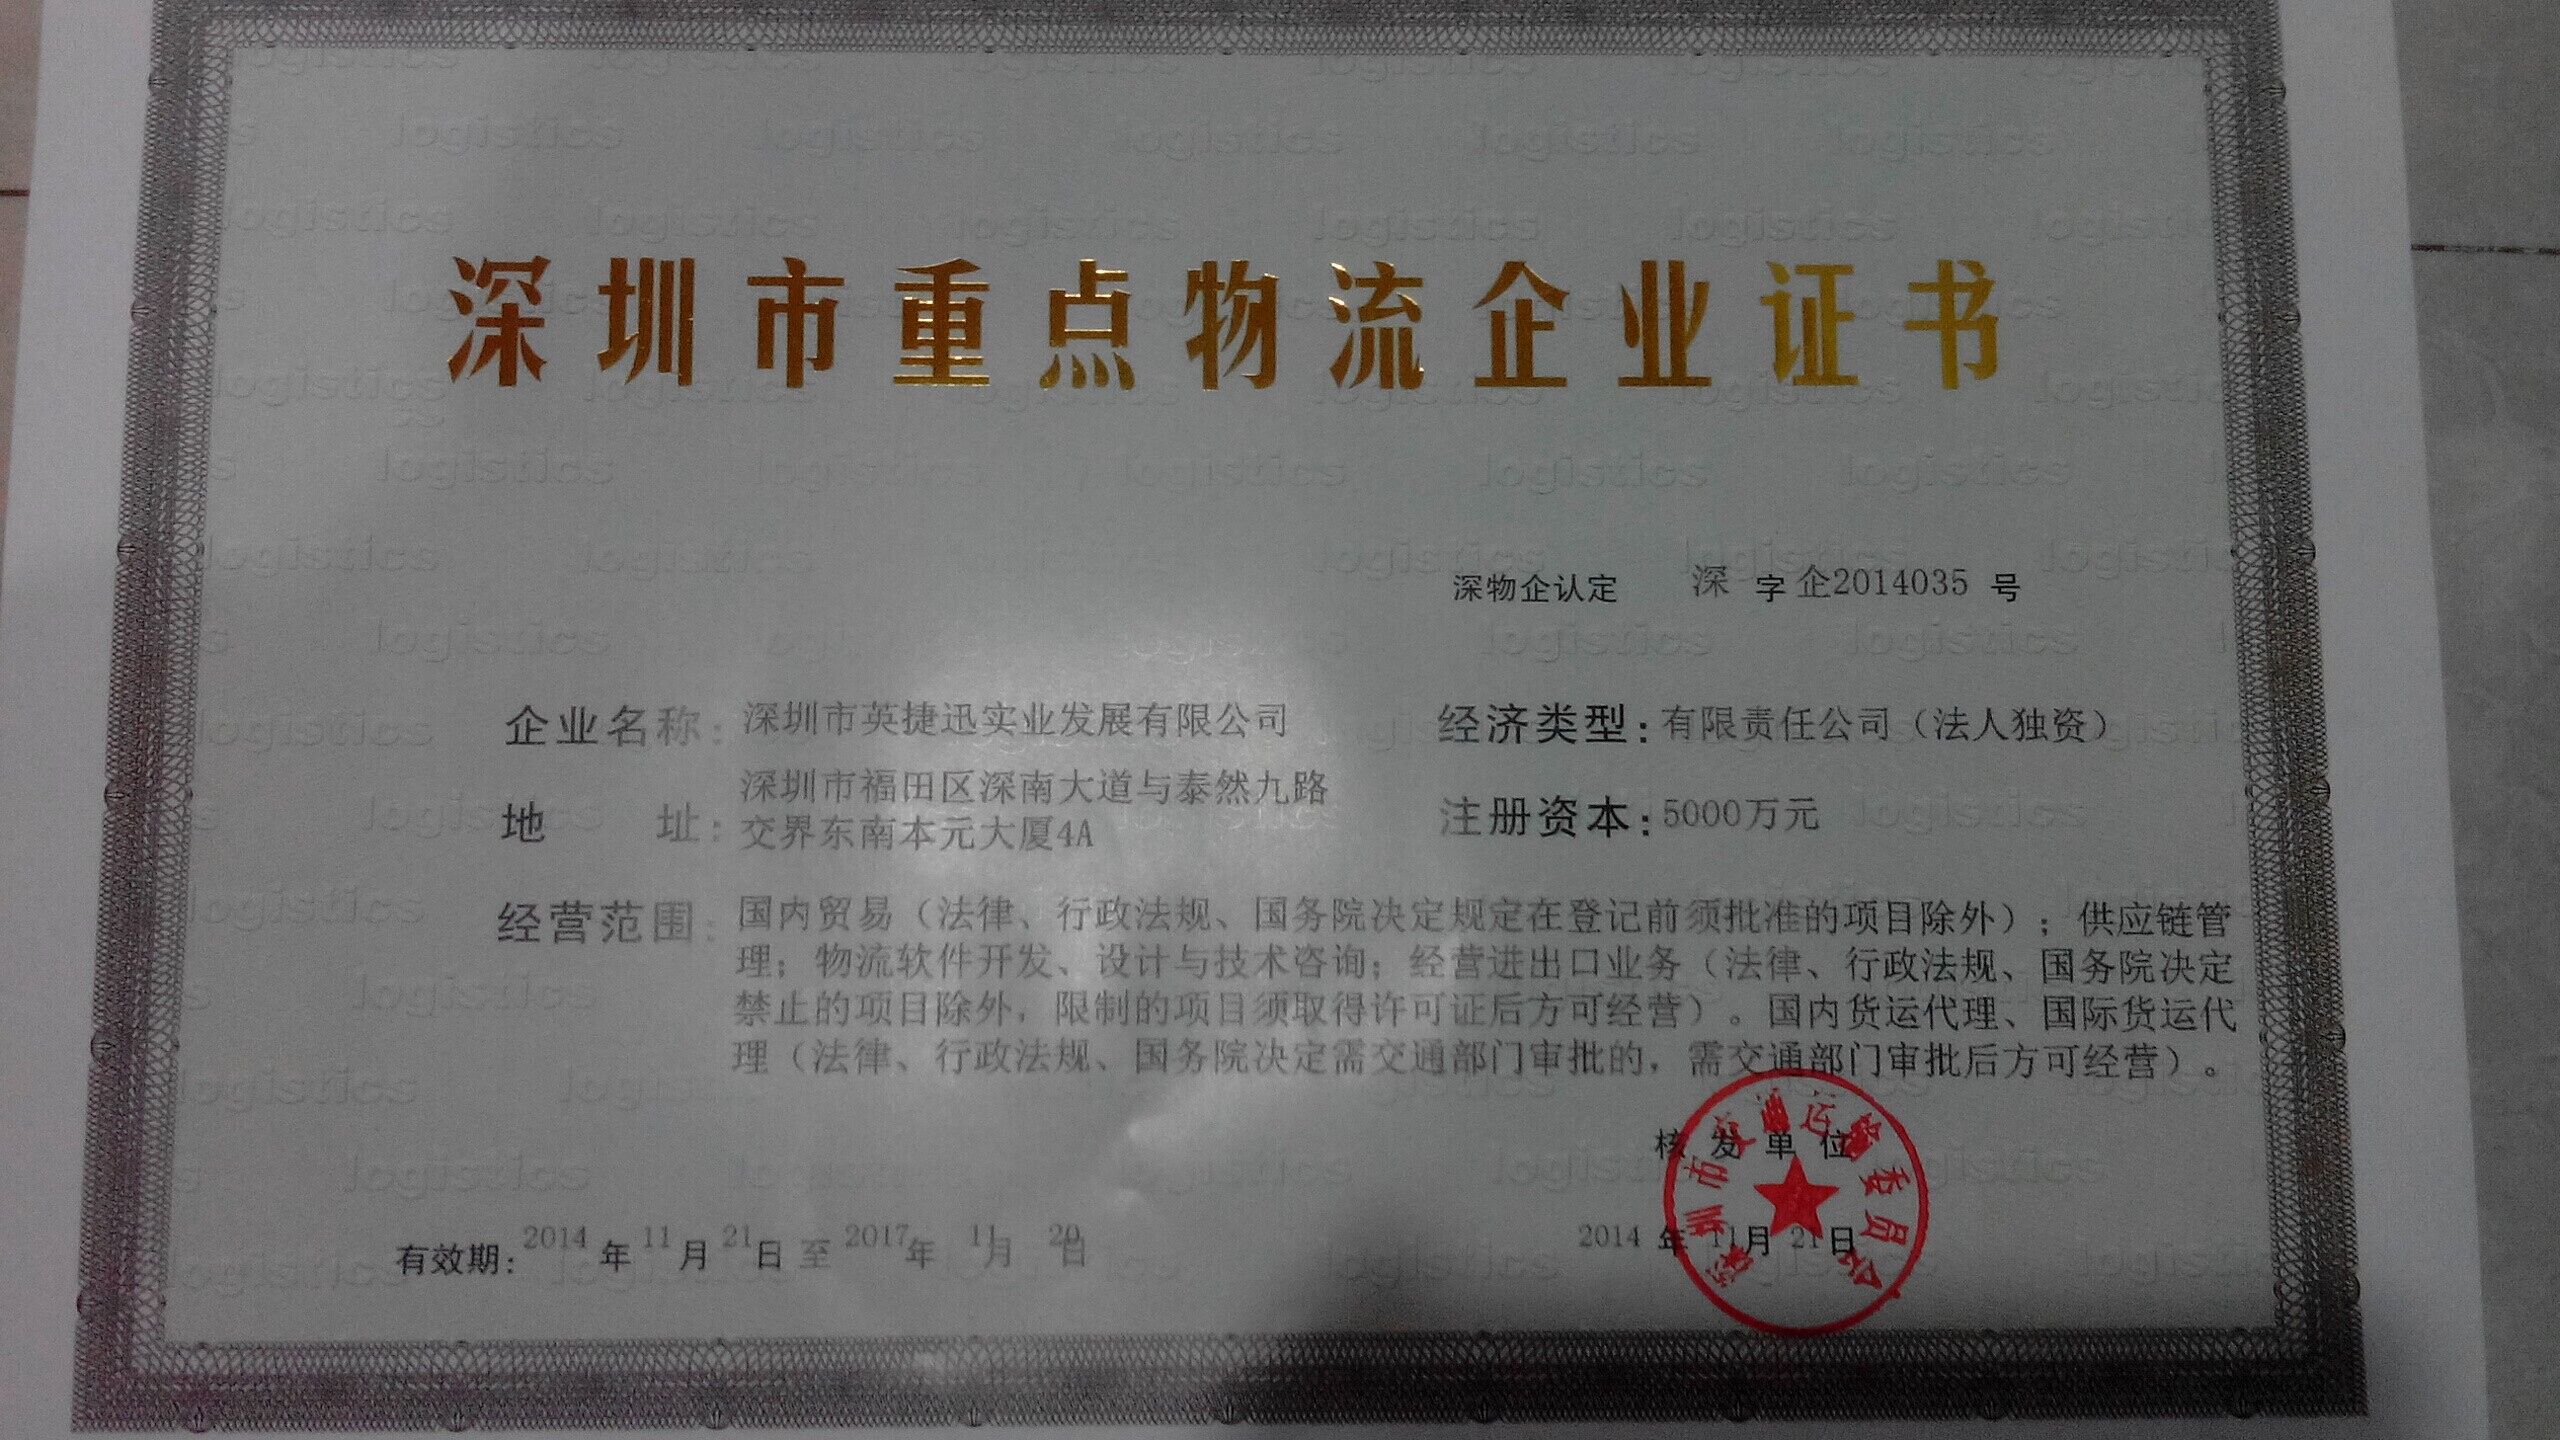 深圳市重点物流企业证书
深物企认定 深 字 企2014035 号
企业名称：深圳市英捷迅实业发展有限公司
经济类型：有限责任公司（法人独资）
地 址：深圳市福田区深南大道与泰然九路
交界东南本元大厦4A
注册资本：5000万元
经营范围：国内贸易（法律、行政法规、国务院决定规定在登记前须批准的项目除外）；供应链管
理；物流软件开发、设计与技术咨询；经营进出口业务（法律、行政法规、国务院决定
禁止的项目除外，限制的项目须取得许可证后方可经营）。国内货运代理、国际货运代
理（法律、行政法规、国务院决定需交通部门审批的，需交通部门审批后方可经营）。
核发单位
深圳市交通运输委员会
有效期：2014 年 11 月 21 日 至 2017 年 11 月 20 日
2014 年 11 月 21 日
logistics